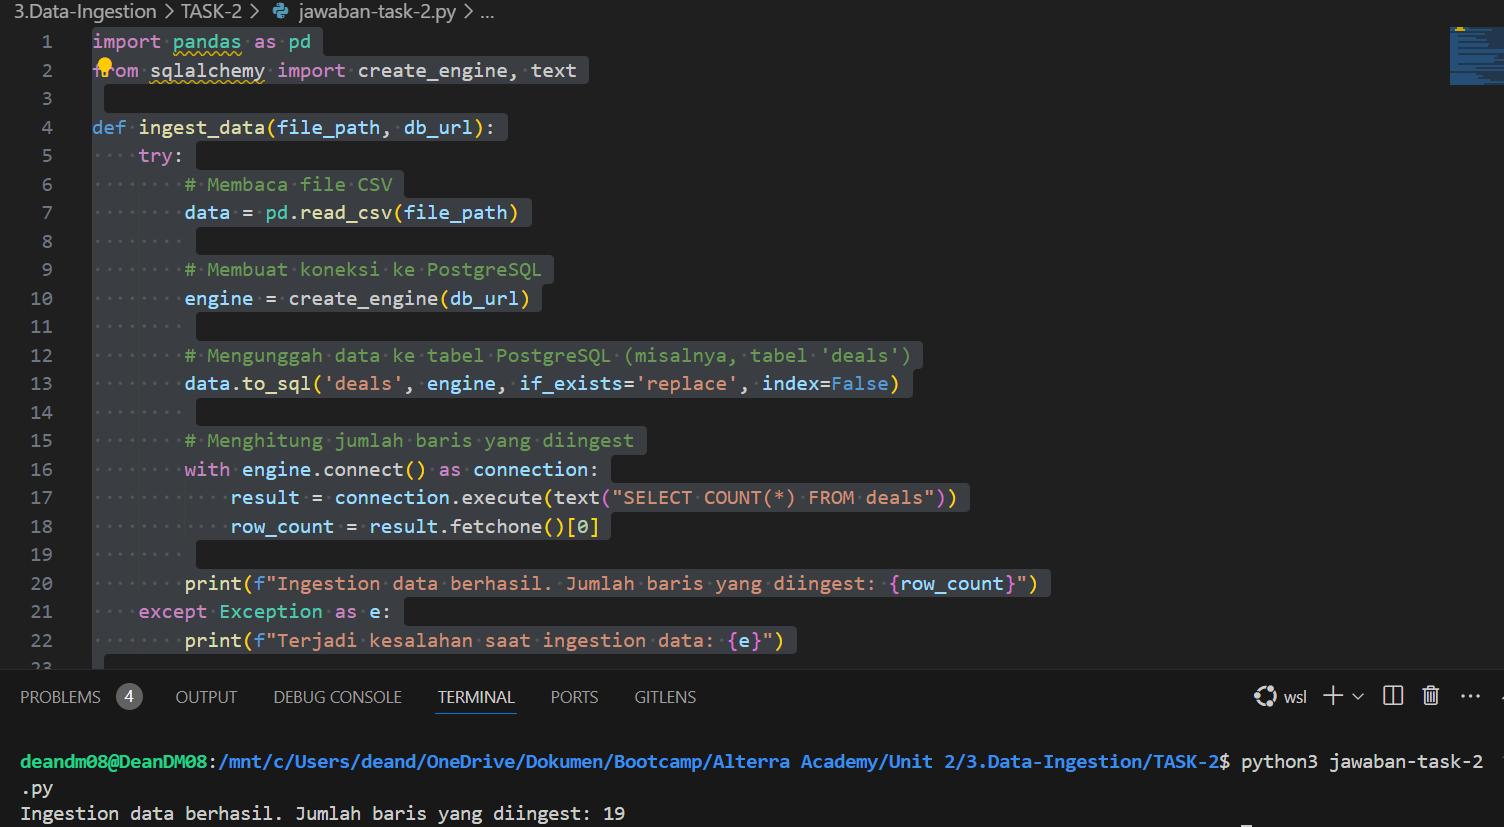 3.Data-Ingestion > TASK-2 > jawaban-task-2.py > ...
1 import pandas as pd
2 from sqlalchemy import create_engine, text
3
4 def ingest_data(file_path, db_url):
5     try:
6         # Membaca file CSV
7         data = pd.read_csv(file_path)
8
9         # Membuat koneksi ke PostgreSQL
10         engine = create_engine(db_url)
11
12         # Mengunggah data ke tabel PostgreSQL (misalnya, tabel 'deals')
13         data.to_sql('deals', engine, if_exists='replace', index=False)
14
15         # Menghitung jumlah baris yang diingest
16         with engine.connect() as connection:
17             result = connection.execute(text("SELECT COUNT(*) FROM deals"))
18             row_count = result.fetchone()[0]
19
20         print(f"Ingestion data berhasil. Jumlah baris yang diingest: {row_count}")
21     except Exception as e:
22         print(f"Terjadi kesalahan saat ingestion data: {e}")
23
PROBLEMS 4 OUTPUT DEBUG CONSOLE TERMINAL PORTS GITLENS wsl
deandm08@DeanDM08:/mnt/c/Users/deand/OneDrive/Dokumen/Bootcamp/Alterra Academy/Unit 2/3.Data-Ingestion/TASK-2$ python3 jawaban-task-2
.py
Ingestion data berhasil. Jumlah baris yang diingest: 19